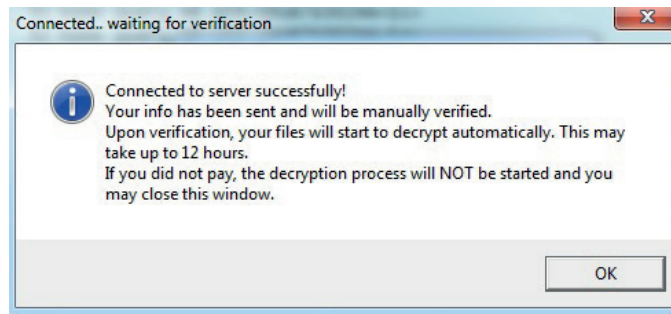 Connected.. waiting for verification
Connected to server successfully!
Your info has been sent and will be manually verified.
Upon verification, your files will start to decrypt automatically. This may
take up to 12 hours.
If you did not pay, the decryption process will NOT be started and you
may close this window.
OK